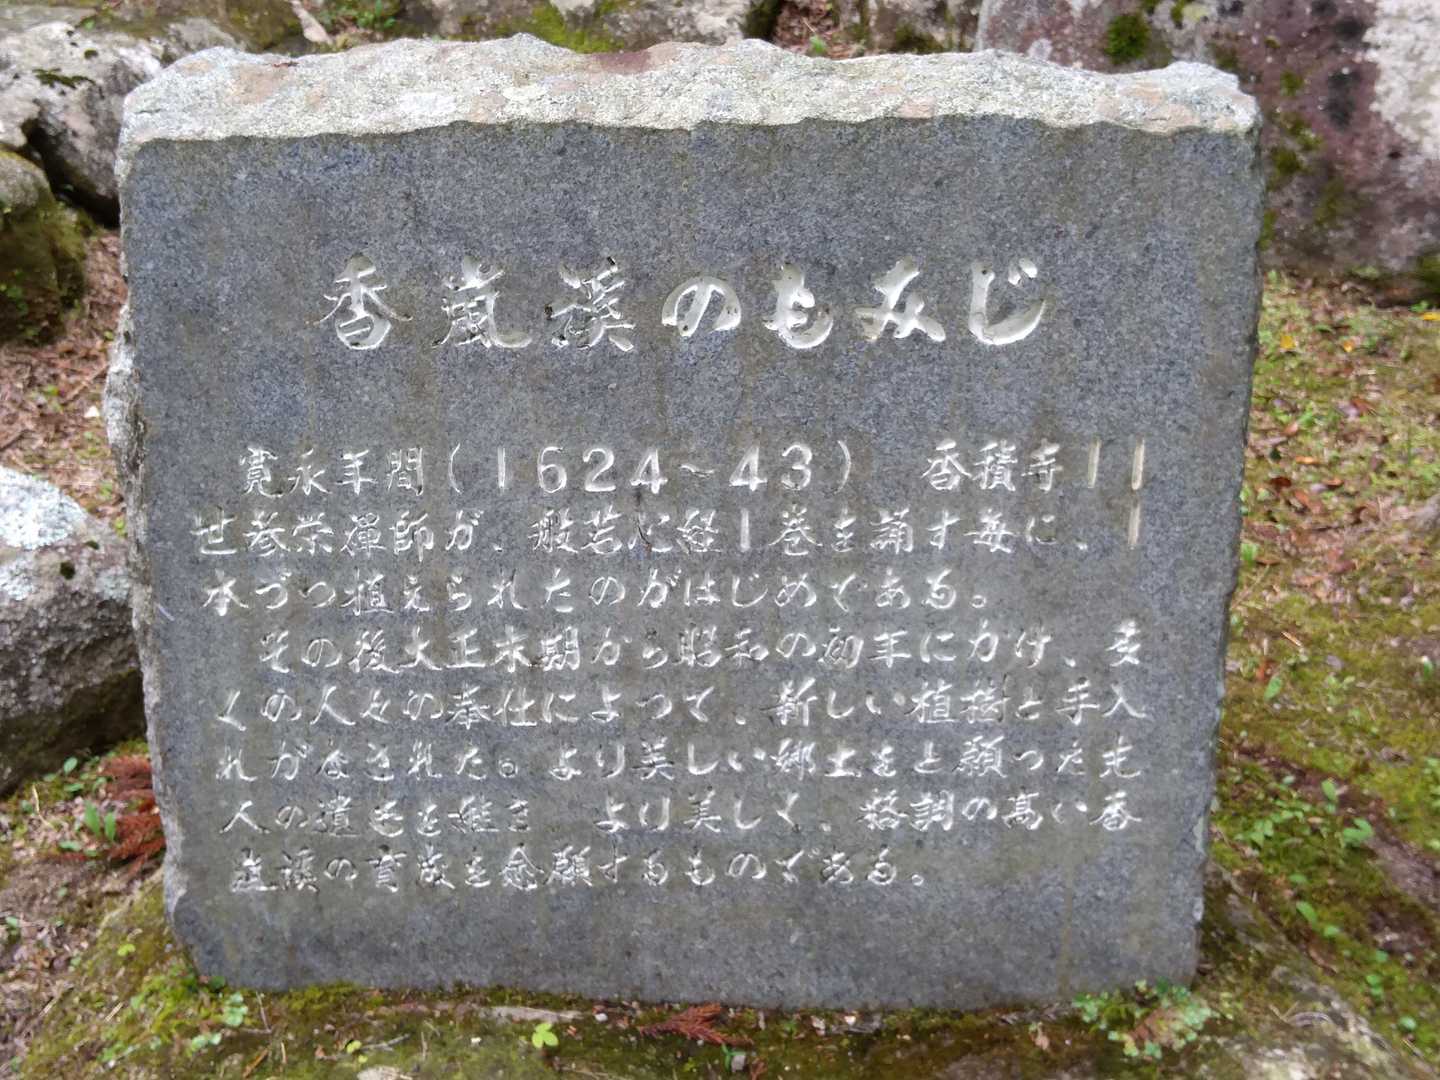 香嵐渓のもみじ
寛永年間(1624~43) 香積寺11
世参栄禅師が、般若心経1巻を誦す毎に、1
本づつ植えられたのがはじめである。
その後大正末期から昭和の初年にかけ、多
くの人々の奉仕によつて、新しい植樹と手入
れがなされた。より美しい郷土をと願った先
人の遺志を継ぎ より美しく、格調の高い香
嵐渓の育成を念願するものである。